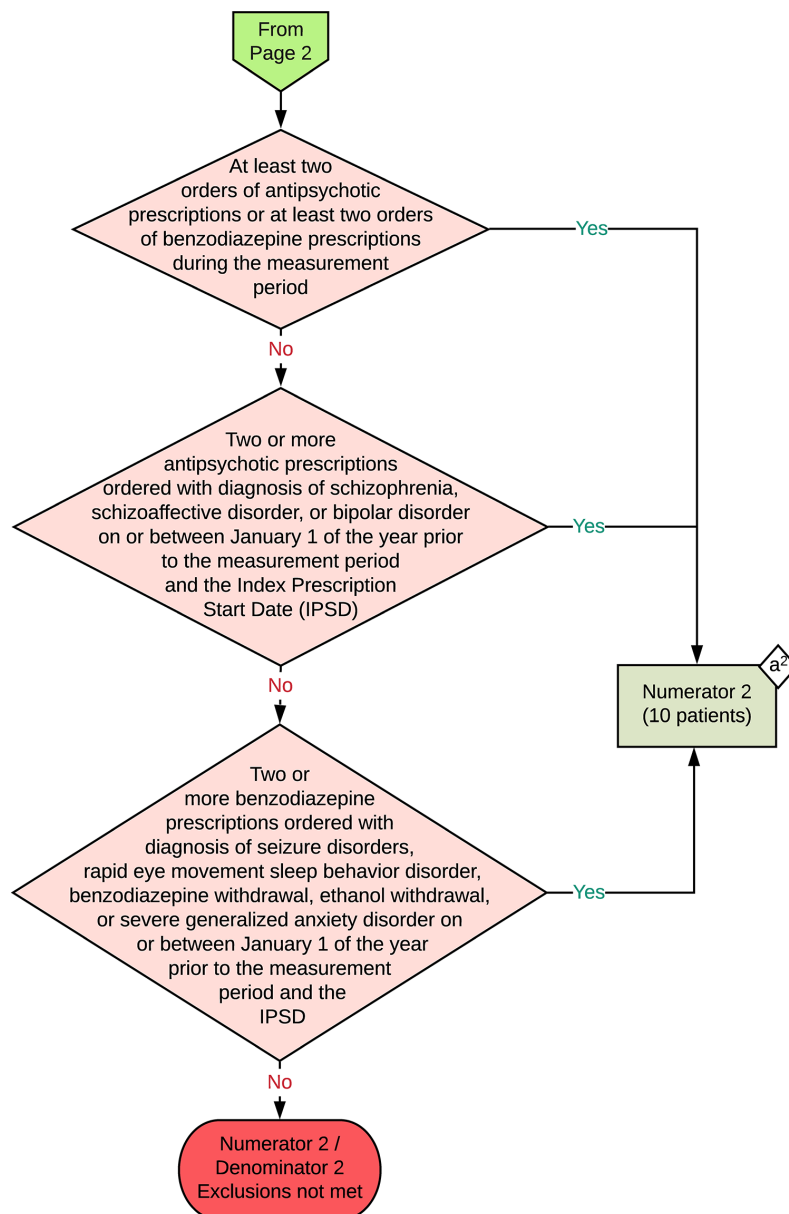 From
Page 2
At least two
orders of antipsychotic
prescriptions or at least two orders
of benzodiazepine prescriptions
during the measurement
period
Yes
No
Two or more
antipsychotic prescriptions
ordered with diagnosis of schizophrenia,
schizoaffective disorder, or bipolar disorder
on or between January 1 of the year prior
to the measurement period
and the Index Prescription
Start Date (IPSD)
Yes
a²
Numerator 2
(10 patients)
No
Two or
more benzodiazepine
prescriptions ordered with
diagnosis of seizure disorders,
rapid eye movement sleep behavior disorder,
benzodiazepine withdrawal, ethanol withdrawal,
or severe generalized anxiety disorder on
or between January 1 of the year
prior to the measurement
period and the
IPSD
Yes
No
Numerator 2 /
Denominator 2
Exclusions not met